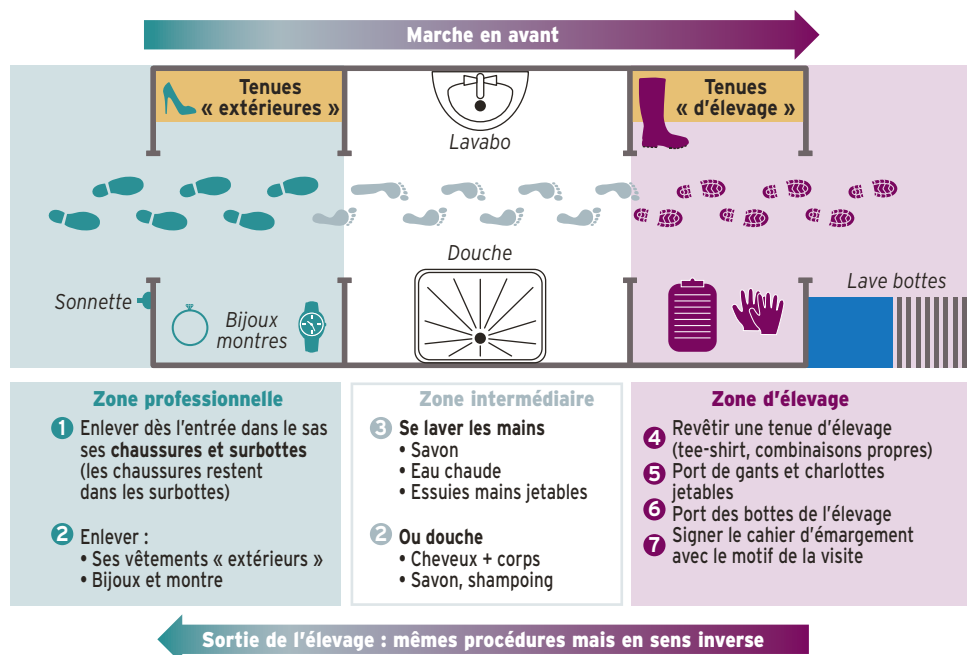 Marche en avant
Tenues
« extérieures »
Lavabo
Tenues
« d'élevage »
Douche
Sonnette
Bijoux
montres
Lave bottes
Zone professionnelle
1 Enlever dès l'entrée dans le sas
ses chaussures et surbottes
(les chaussures restent
dans les surbottes)
2 Enlever :
• Ses vêtements « extérieurs »
• Bijoux et montre
Zone intermédiaire
3 Se laver les mains
• Savon
• Eau chaude
• Essuies mains jetables
2 Ou douche
• Cheveux + corps
• Savon, shampoing
Zone d'élevage
4 Revêtir une tenue d'élevage
(tee-shirt, combinaisons propres)
5 Port de gants et charlottes
jetables
6 Port des bottes de l'élevage
7 Signer le cahier d'émargement
avec le motif de la visite
Sortie de l'élevage : mêmes procédures mais en sens inverse